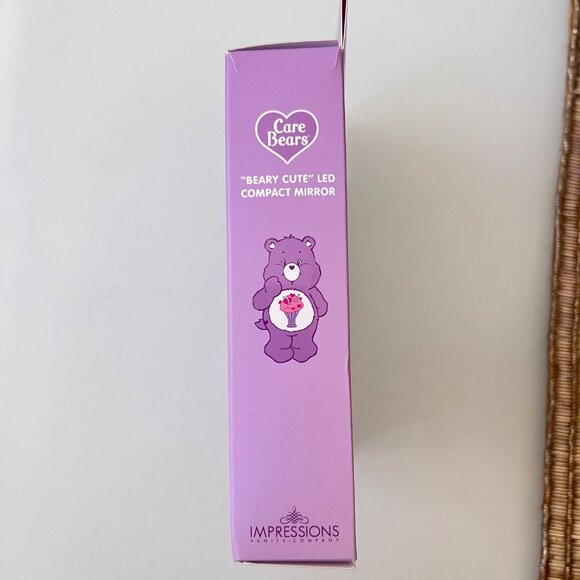 Care
Bears
"BEARY CUTE" LED
COMPACT MIRROR
IMPRESSIONS
VANITY·COMPANY